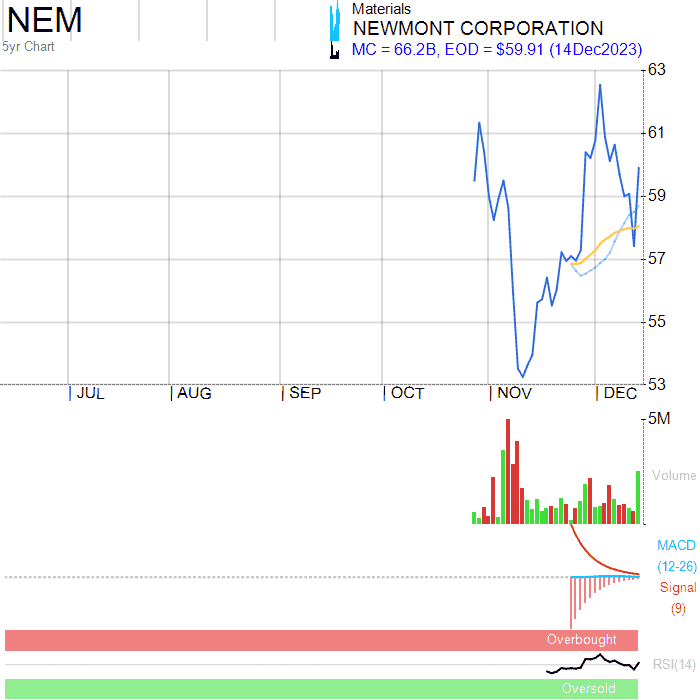 NEM
5yr Chart
Materials
NEWMONT CORPORATION
MC = 66.2B, EOD = $59.91 (14Dec2023)
63
61
59
57
55
53
JUL AUG SEP OCT NOV DEC
5M
Volume
MACD
(12-26)
Signal
(9)
Overbought
RSI(14)
Oversold